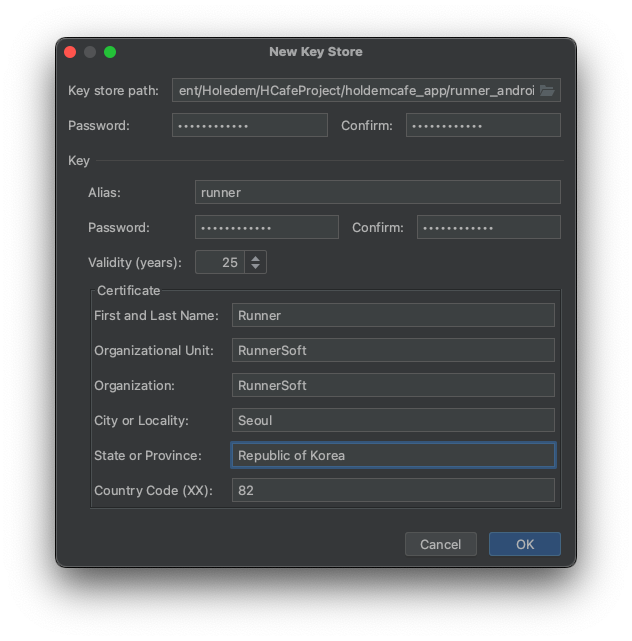 New Key Store
Key store path: ent/Holedem/HCafeProject/holdemcafe_app/runner_androi
Password: •••••••••••• Confirm: ••••••••••••
Key
Alias: runner
Password: •••••••••••• Confirm: ••••••••••••
Validity (years): 25
Certificate
First and Last Name: Runner
Organizational Unit: RunnerSoft
Organization: RunnerSoft
City or Locality: Seoul
State or Province: Republic of Korea
Country Code (XX): 82
Cancel OK